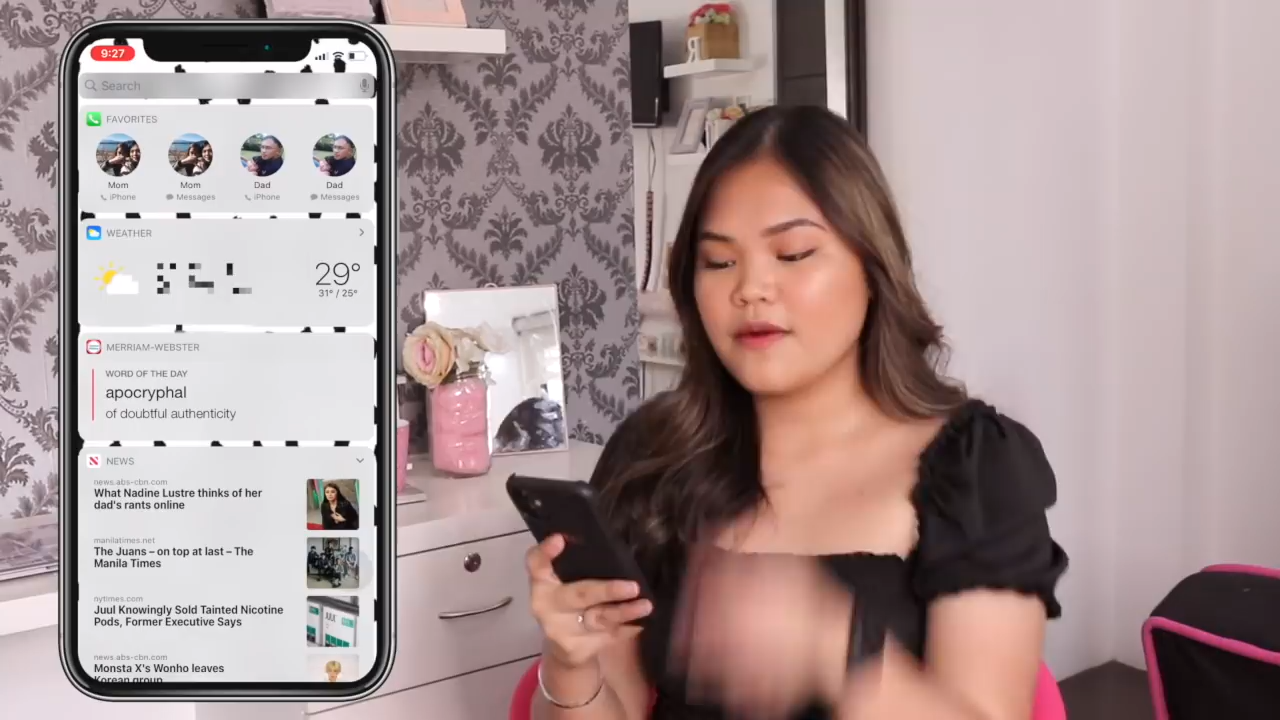 9:27
Search
FAVORITES
Mom
Mom
Dad
Dad
iPhone
Messages
iPhone
Messages
WEATHER
29°
31° / 25°
MERRIAM-WEBSTER
WORD OF THE DAY
apocryphal
of doubtful authenticity
NEWS
news.abs-cbn.com
What Nadine Lustre thinks of her
dad's rants online
manilatimes.net
The Juans – on top at last – The
Manila Times
nytimes.com
Juul Knowingly Sold Tainted Nicotine
Pods, Former Executive Says
news.abs-cbn.com
Monsta X's Wonho leaves
Korean group
R